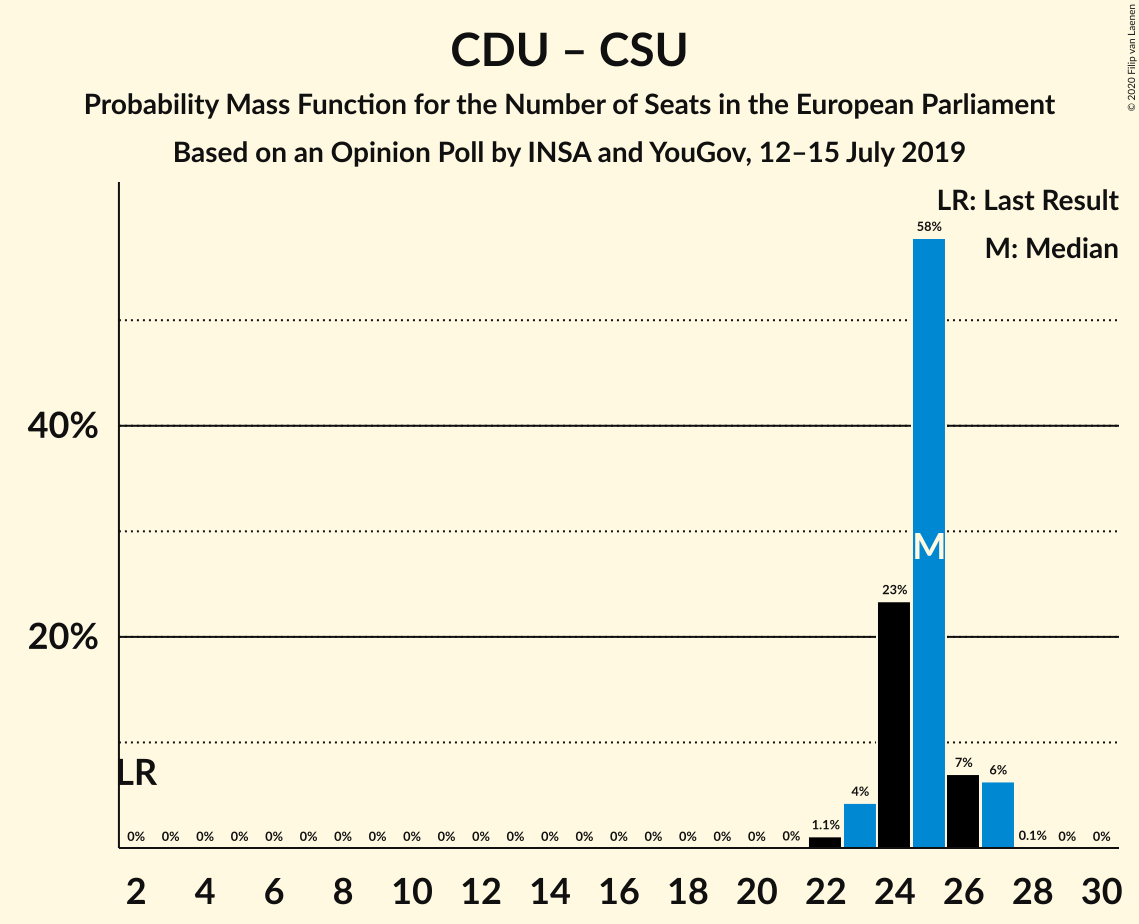 CDU – CSU
Probability Mass Function for the Number of Seats in the European Parliament
Based on an Opinion Poll by INSA and YouGov, 12–15 July 2019
© 2020 Filip van Laenen
LR: Last Result
M: Median
58%
40%
M
23%
20%
LR
7%
6%
4%
1.1%
0% 0% 0% 0% 0% 0% 0% 0% 0% 0% 0% 0% 0% 0% 0% 0% 0% 0% 0% 0% 0.1% 0% 0%
2 4 6 8 10 12 14 16 18 20 22 24 26 28 30